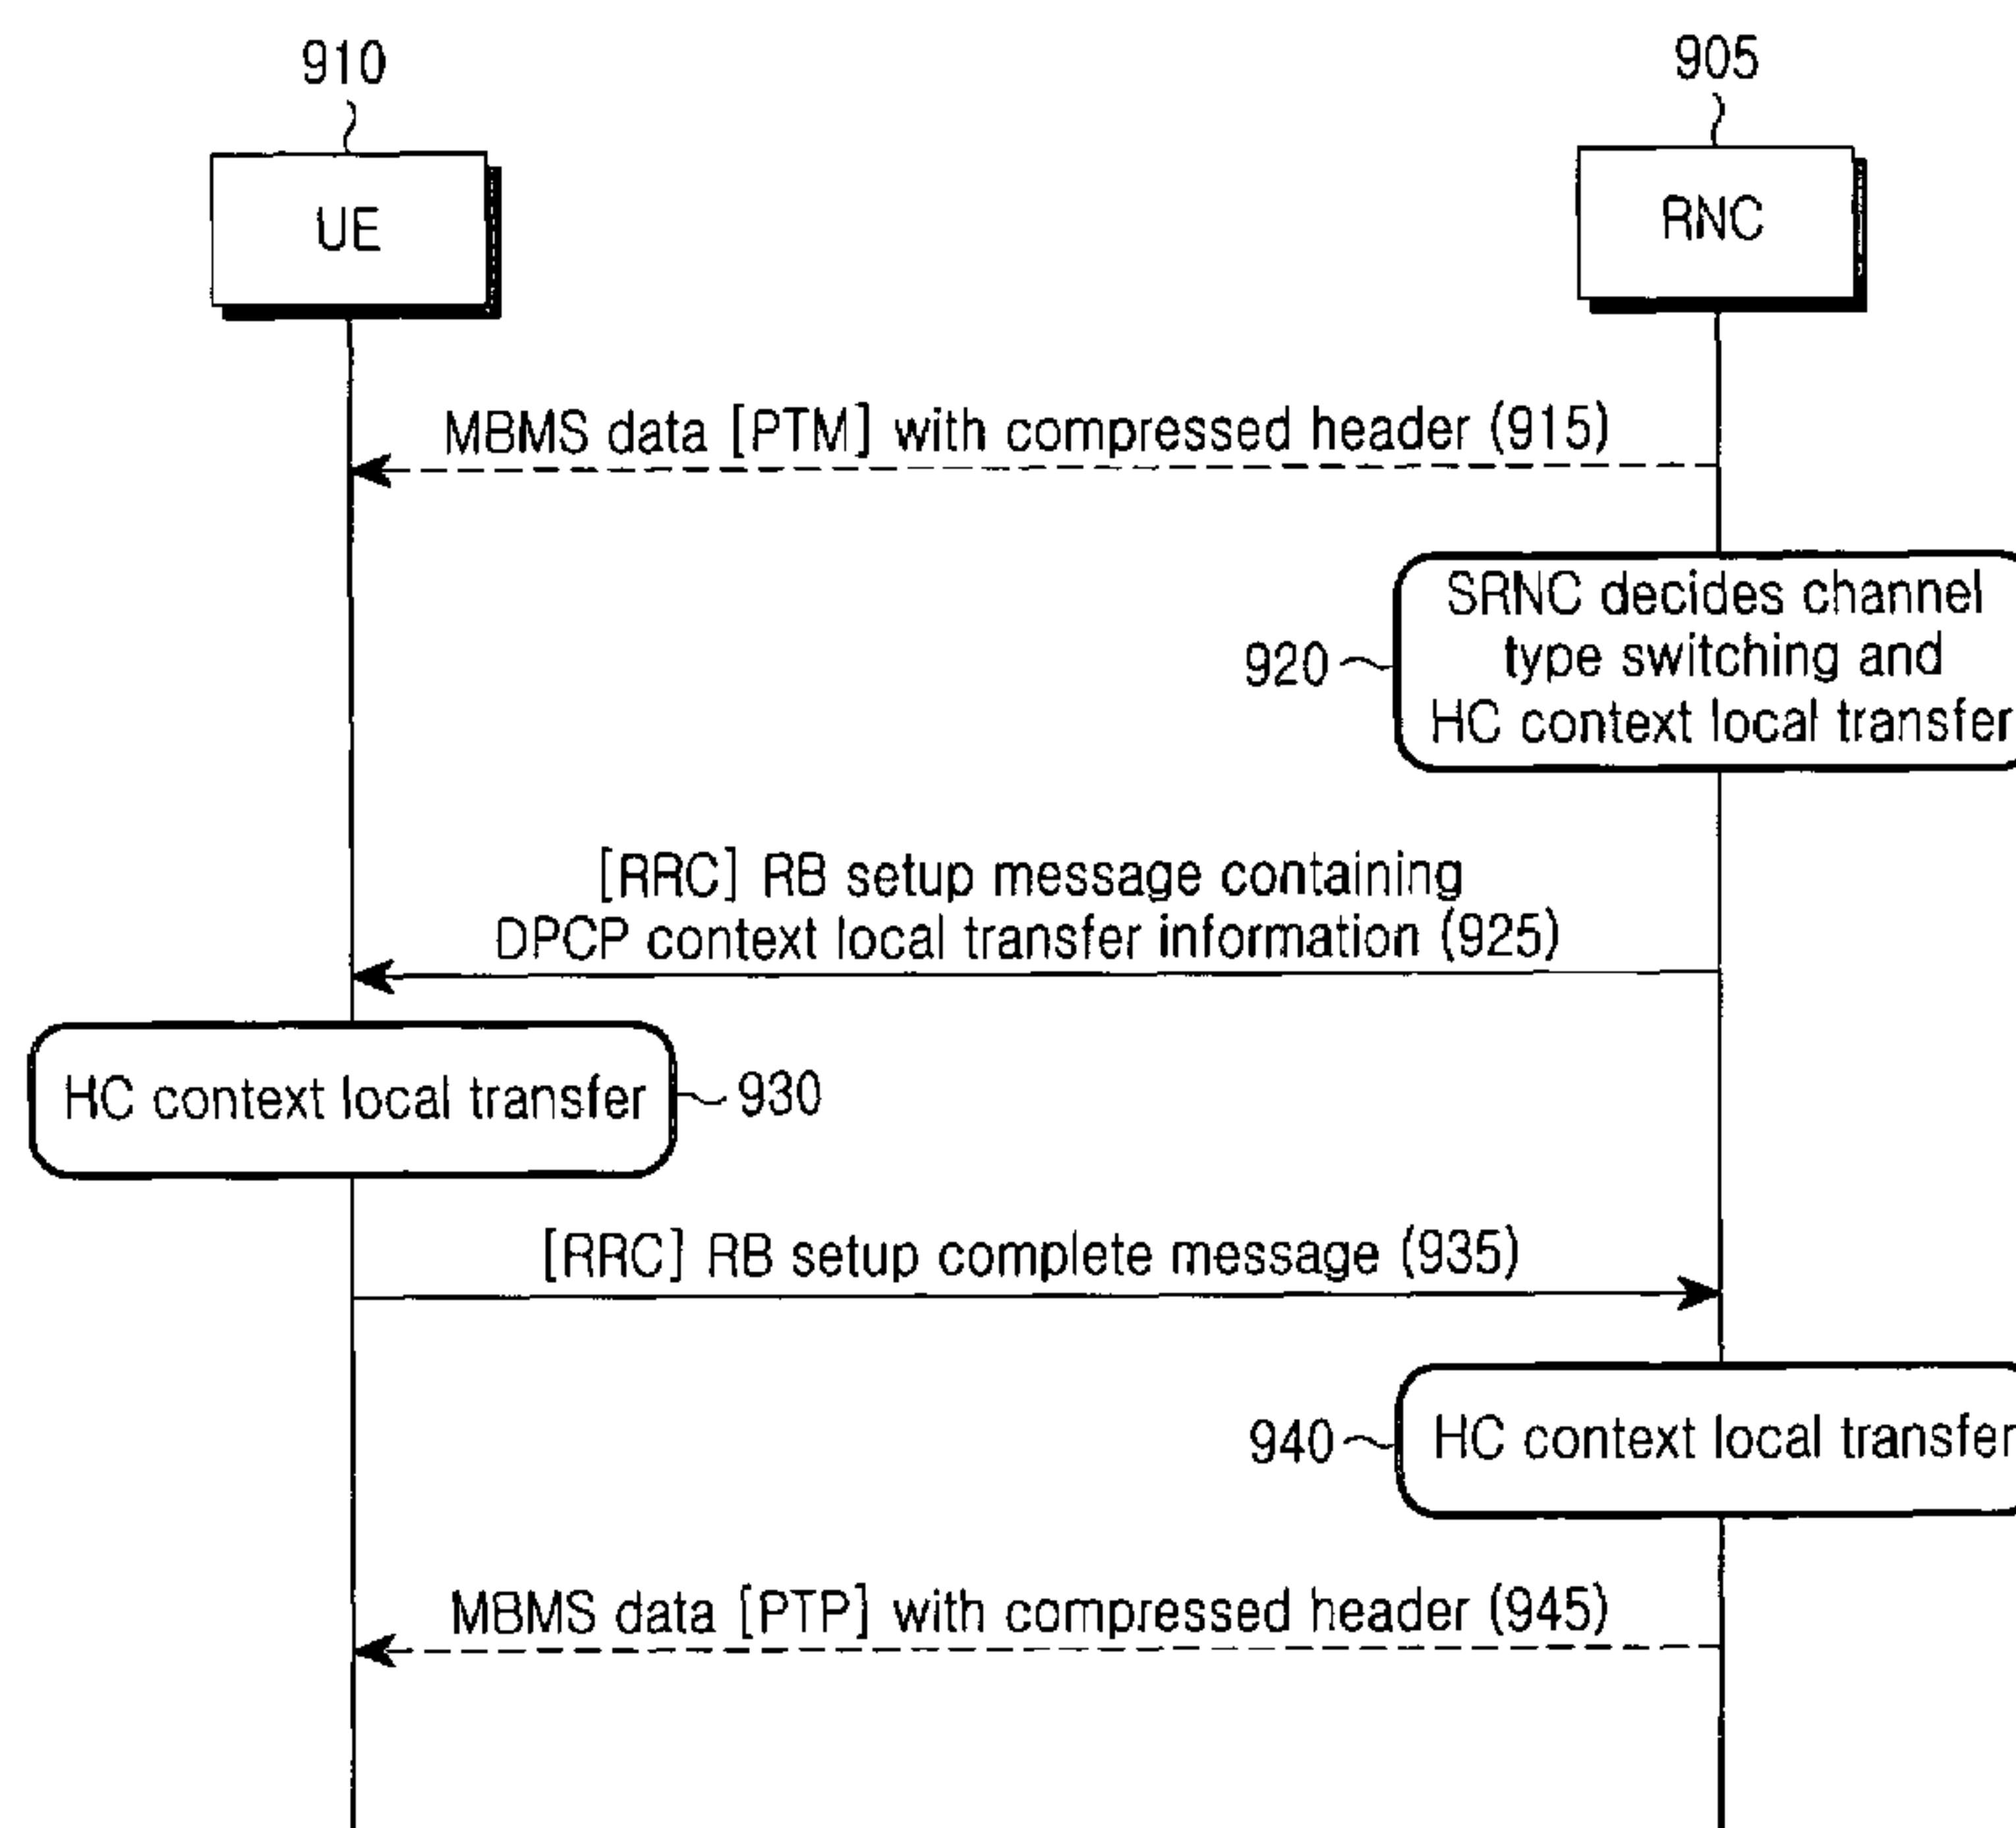 910
905
UE
RNC
MBMS data [PTM] with compressed header (915)
SRNC decides channel
type switching and
HC context local transfer
920
[RRC] RB setup message containing
DPCP context local transfer information (925)
HC context local transfer
930
[RRC] RB setup complete message (935)
940
HC context local transfer
MBMS data [PTP] with compressed header (945)